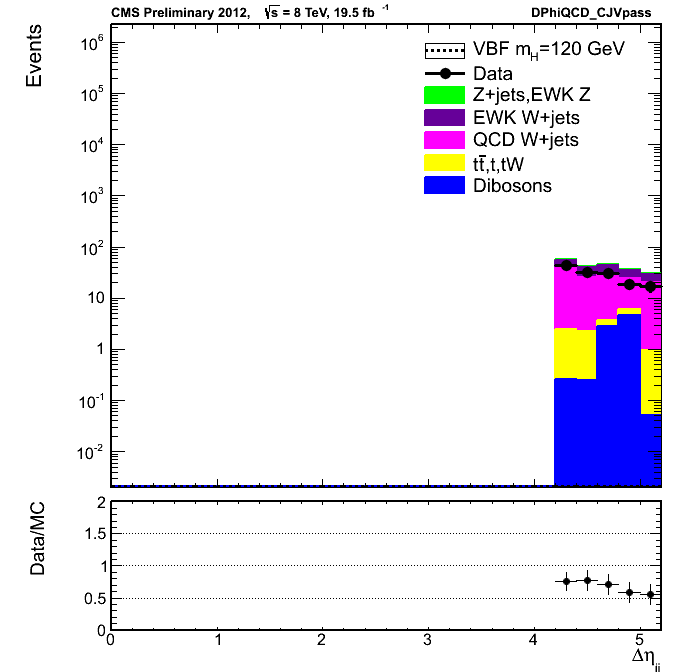 CMS Preliminary 2012, √s = 8 TeV, 19.5 fb⁻¹ DPhiQCD_CJVpass
Events
10⁶
10⁵
10⁴
10³
10²
10
1
10⁻¹
10⁻²
VBF m_H=120 GeV
Data
Z+jets,EWK Z
EWK W+jets
QCD W+jets
tt̄,t,tW
Dibosons
Data/MC
2
1.5
1
0.5
0
0 1 2 3 4 5
Δη_jj